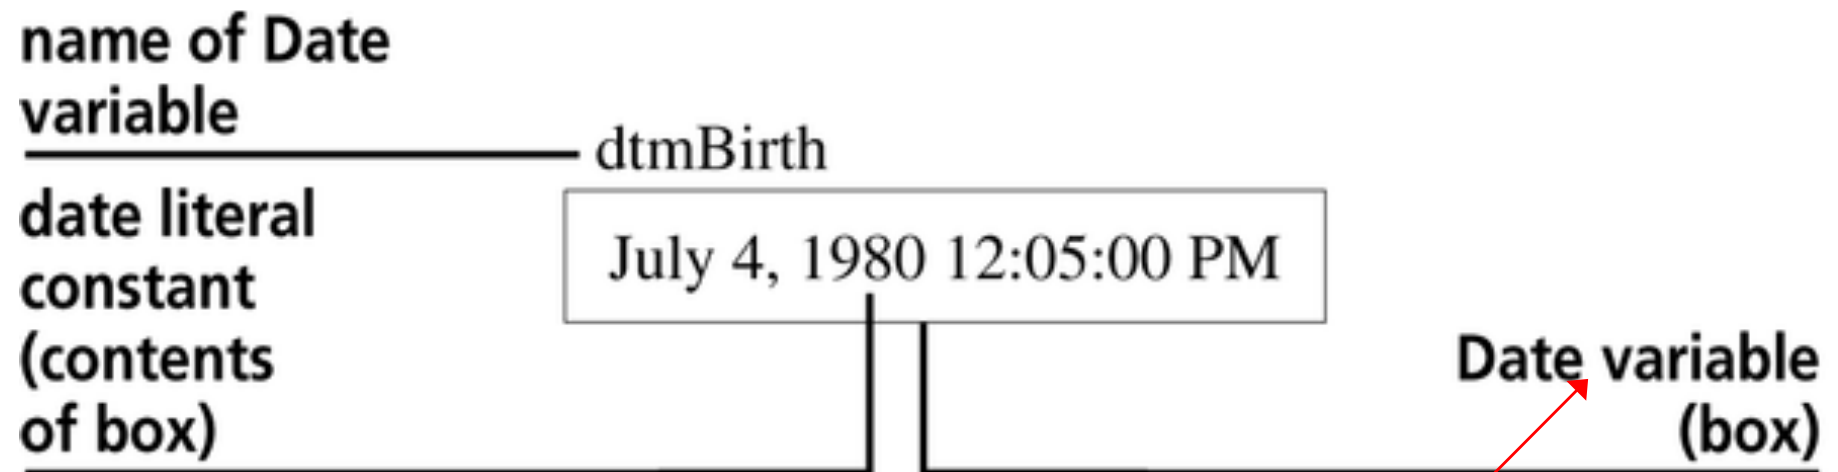 name of Date
variable
dtmBirth
date literal
constant
(contents
of box)
July 4, 1980 12:05:00 PM
Date variable
(box)